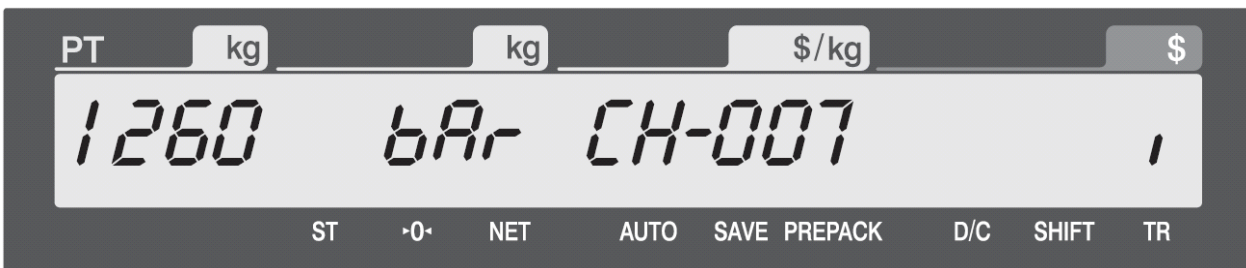 PT kg kg $/kg $
1260 bAr CH-007 1
ST ▸0◂ NET AUTO SAVE PREPACK D/C SHIFT TR